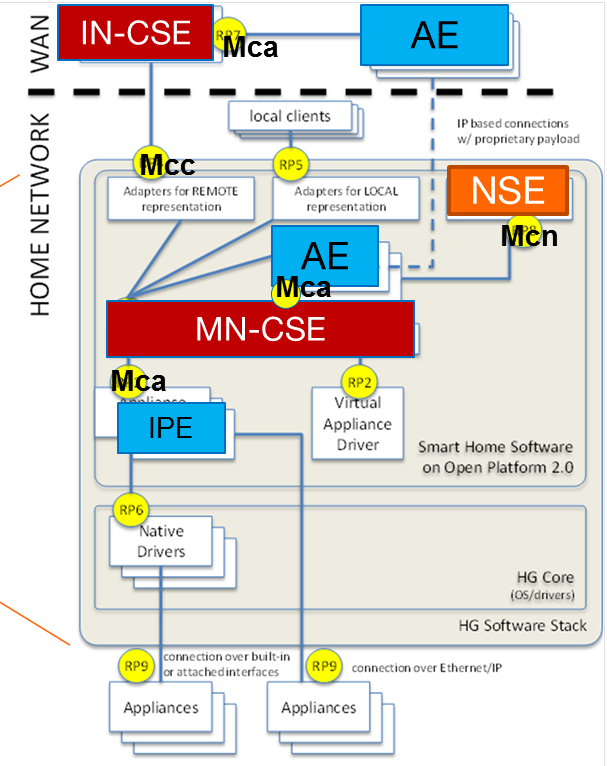 WAN
IN-CSE
RP7
Mca
AE
HOME NETWORK
local clients
IP based connections
w/ proprietary payload
Mcc
RP5
Adapters for REMOTE
representation
Adapters for LOCAL
representation
NSE
Mcn
AE
Mca
MN-CSE
Mca
RP2
Appliance
IPE
Virtual
Appliance
Driver
Smart Home Software
on Open Platform 2.0
RP6
Native
Drivers
HG Core
(OS/drivers)
HG Software Stack
RP9
connection over built-in
or attached interfaces
RP9
connection over Ethernet/IP
Appliances
Appliances